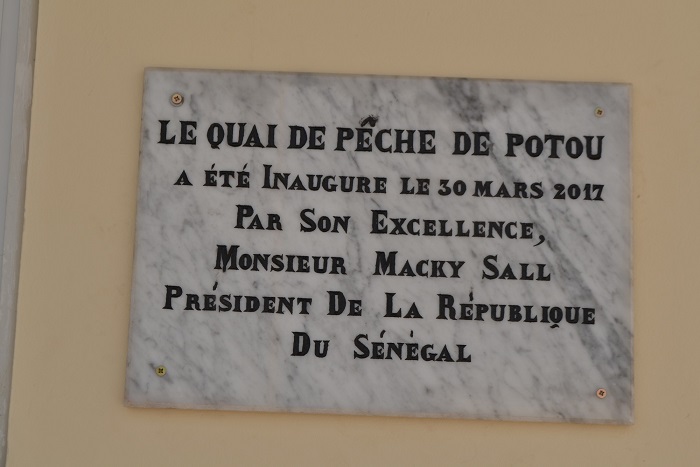 LE QUAI DE PÊCHE DE POTOU
A ÉTÉ INAUGURE LE 30 MARS 2017
PAR SON EXCELLENCE,
MONSIEUR MACKY SALL
PRÉSIDENT DE LA RÉPUBLIQUE
DU SÉNÉGAL